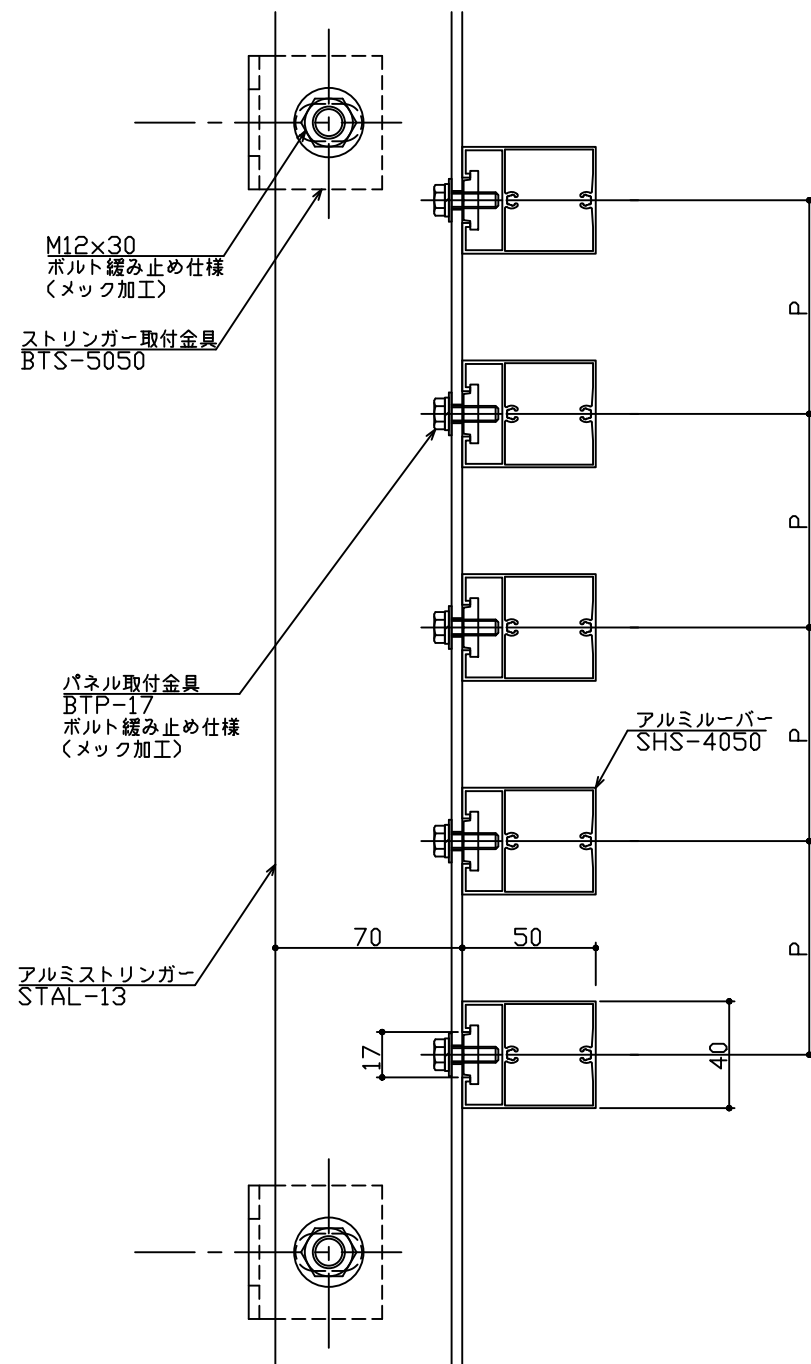 M12x30
ボルト緩み止め仕様
(メック加工)
ストリンガー取付金具
BTS-5050
P
P
パネル取付金具
BTP-17
ボルト緩み止め仕様
(メック加工)
アルミルーバー
SHS-4050
P
70
50
P
アルミストリンガー
STAL-13
17
40